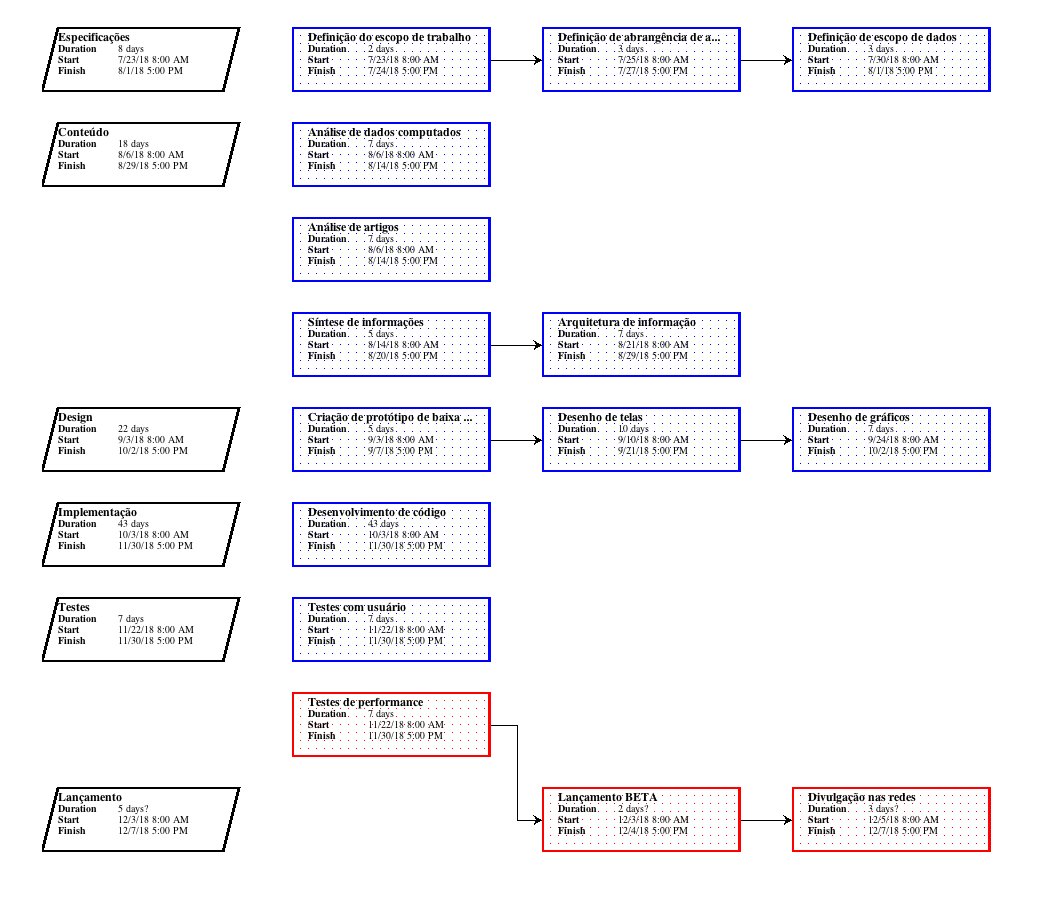 Especificações
Duration 8 days
Start 7/23/18 8:00 AM
Finish 8/1/18 5:00 PM
Definição do escopo de trabalho
Duration 2 days
Start 7/23/18 8:00 AM
Finish 7/24/18 5:00 PM
Definição de abrangência de a...
Duration 3 days
Start 7/25/18 8:00 AM
Finish 7/27/18 5:00 PM
Definição de escopo de dados
Duration 3 days
Start 7/30/18 8:00 AM
Finish 8/1/18 5:00 PM
Conteúdo
Duration 18 days
Start 8/6/18 8:00 AM
Finish 8/29/18 5:00 PM
Análise de dados computados
Duration 7 days
Start 8/6/18 8:00 AM
Finish 8/14/18 5:00 PM
Análise de artigos
Duration 7 days
Start 8/6/18 8:00 AM
Finish 8/14/18 5:00 PM
Síntese de informações
Duration 5 days
Start 8/14/18 8:00 AM
Finish 8/20/18 5:00 PM
Arquitetura de informação
Duration 7 days
Start 8/21/18 8:00 AM
Finish 8/29/18 5:00 PM
Design
Duration 22 days
Start 9/3/18 8:00 AM
Finish 10/2/18 5:00 PM
Criação de protótipo de baixa ...
Duration 5 days
Start 9/3/18 8:00 AM
Finish 9/7/18 5:00 PM
Desenho de telas
Duration 10 days
Start 9/10/18 8:00 AM
Finish 9/21/18 5:00 PM
Desenho de gráficos
Duration 7 days
Start 9/24/18 8:00 AM
Finish 10/2/18 5:00 PM
Implementação
Duration 43 days
Start 10/3/18 8:00 AM
Finish 11/30/18 5:00 PM
Desenvolvimento de código
Duration 43 days
Start 10/3/18 8:00 AM
Finish 11/30/18 5:00 PM
Testes
Duration 7 days
Start 11/22/18 8:00 AM
Finish 11/30/18 5:00 PM
Testes com usuário
Duration 7 days
Start 11/22/18 8:00 AM
Finish 11/30/18 5:00 PM
Testes de performance
Duration 7 days
Start 11/22/18 8:00 AM
Finish 11/30/18 5:00 PM
Lançamento
Duration 5 days?
Start 12/3/18 8:00 AM
Finish 12/7/18 5:00 PM
Lançamento BETA
Duration 2 days?
Start 12/3/18 8:00 AM
Finish 12/4/18 5:00 PM
Divulgação nas redes
Duration 3 days?
Start 12/5/18 8:00 AM
Finish 12/7/18 5:00 PM